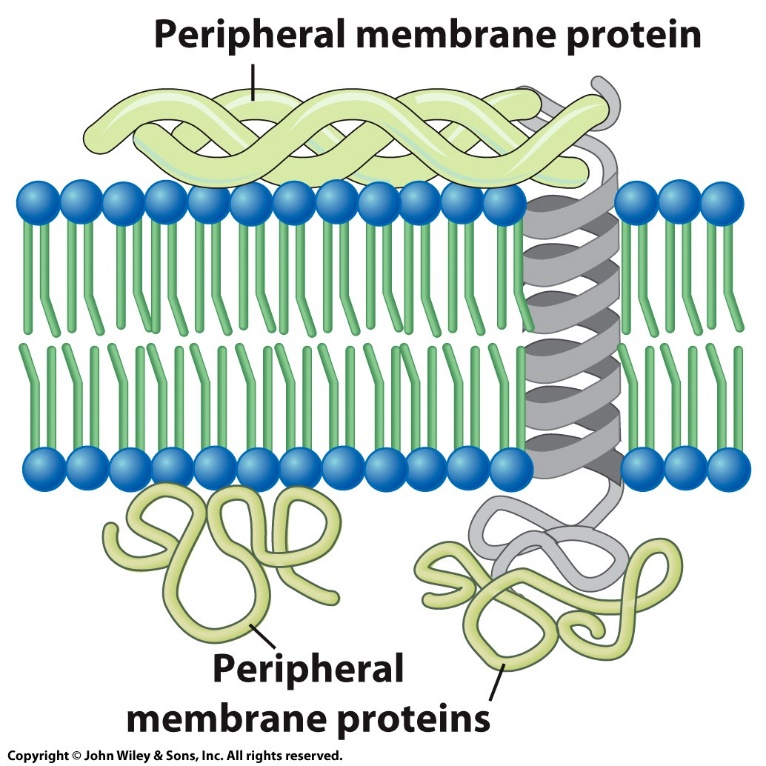 Peripheral membrane protein
Peripheral
membrane proteins
Copyright © John Wiley & Sons, Inc. All rights reserved.